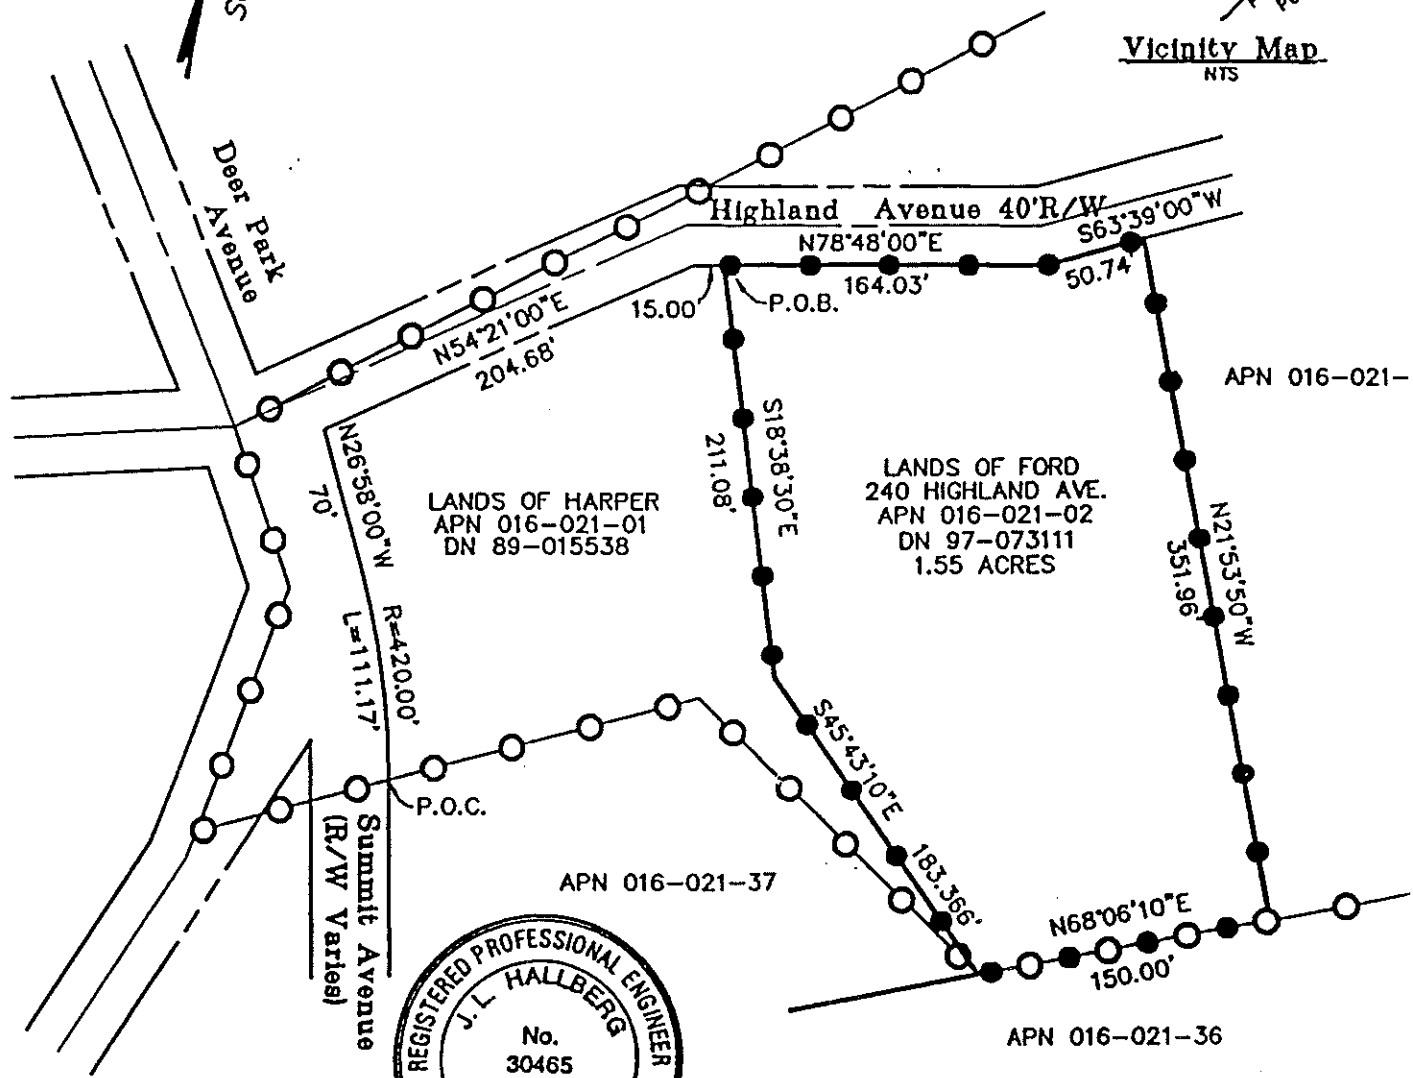 Vicinity Map
NTS
Deer Park
Avenue
Highland Avenue 40'R/W
S63°39'00"W
50.74'
N78°48'00"E
164.03'
15.00'
P.O.B.
N54°21'00"E
204.68'
APN 016-021-
N26°58'00"W
70'
LANDS OF HARPER
APN 016-021-01
DN 89-015538
S18°38'30"E
211.08'
LANDS OF FORD
240 HIGHLAND AVE.
APN 016-021-02
DN 97-073111
1.55 ACRES
N21°53'50"W
351.96'
R=420.00'
L=111.17'
S45°43'10"E
183.366'
P.O.C.
Summit Avenue
(R/W Varies)
APN 016-021-37
N68°06'10"E
150.00'
APN 016-021-36
REGISTERED PROFESSIONAL ENGINEER
J. L. HALLBERG
No.
30465